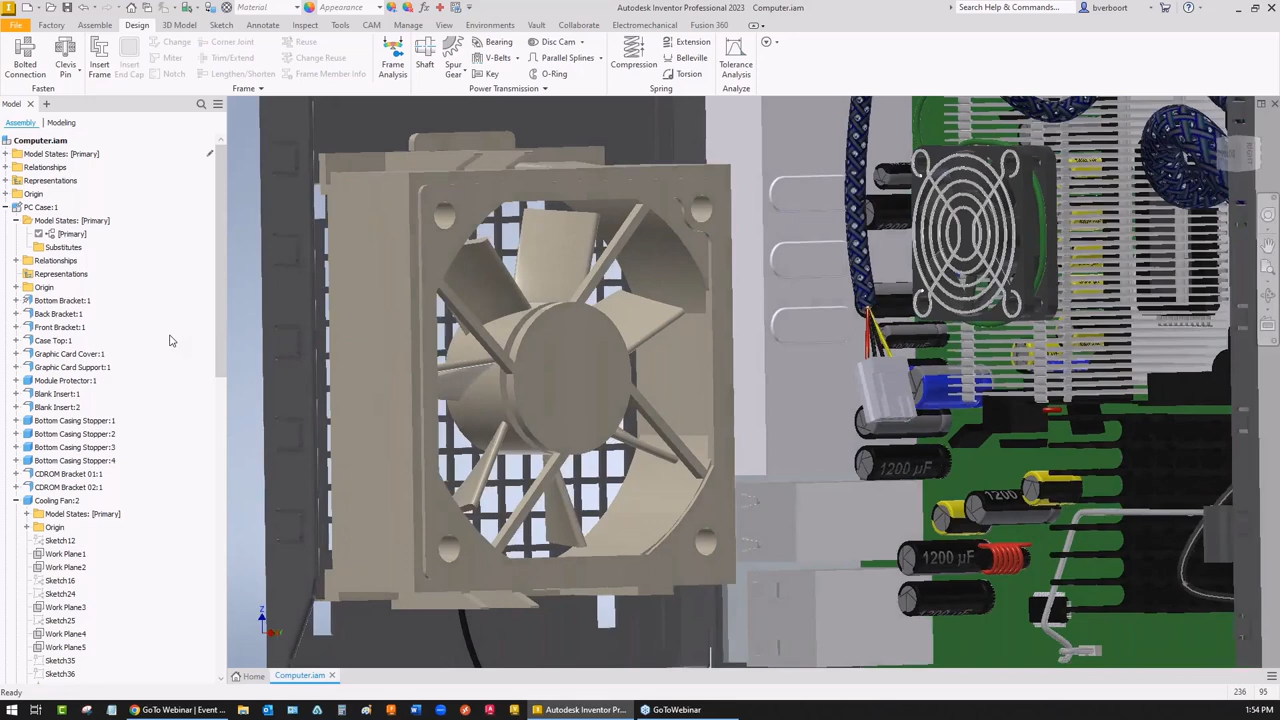 Material
Appearance
Autodesk Inventor Professional 2023 Computer.iam
Search Help & Commands...
bverboort
File Factory Assemble Design 3D Model Sketch Annotate Inspect Tools CAM Manage View Environments Vault Collaborate Electromechanical Fusion 360
Bolted Connection
Clevis Pin
Fasten
Insert Frame
Insert End Cap
Change
Miter
Notch
Corner Joint
Trim/Extend
Lengthen/Shorten
Reuse
Change Reuse
Frame Member Info
Frame
Frame Analysis
Shaft
Spur Gear
Bearing
V-Belts
Key
Disc Cam
Parallel Splines
O-Ring
Power Transmission
Compression
Extension
Belleville
Torsion
Spring
Tolerance Analysis
Analyze
Model
Assembly Modeling
Computer.iam
Model States: [Primary]
Relationships
Representations
Origin
PC Case:1
Model States: [Primary]
[Primary]
Substitutes
Relationships
Representations
Origin
Bottom Bracket:1
Back Bracket:1
Front Bracket:1
Case Top:1
Graphic Card Cover:1
Graphic Card Support:1
Module Protector:1
Blank Insert:1
Blank Insert:2
Bottom Casing Stopper:1
Bottom Casing Stopper:2
Bottom Casing Stopper:3
Bottom Casing Stopper:4
CDROM Bracket 01:1
CDROM Bracket 02:1
Cooling Fan:2
Model States: [Primary]
Origin
Sketch12
Work Plane1
Work Plane2
Sketch16
Sketch24
Work Plane3
Sketch25
Work Plane4
Work Plane5
Sketch35
Sketch36
1200 µF
1200
1200 µF
Z
Y
Home Computer.iam
Ready
236 95
GoTo Webinar | Event ...
Autodesk Inventor Pr...
GoToWebinar
1:54 PM